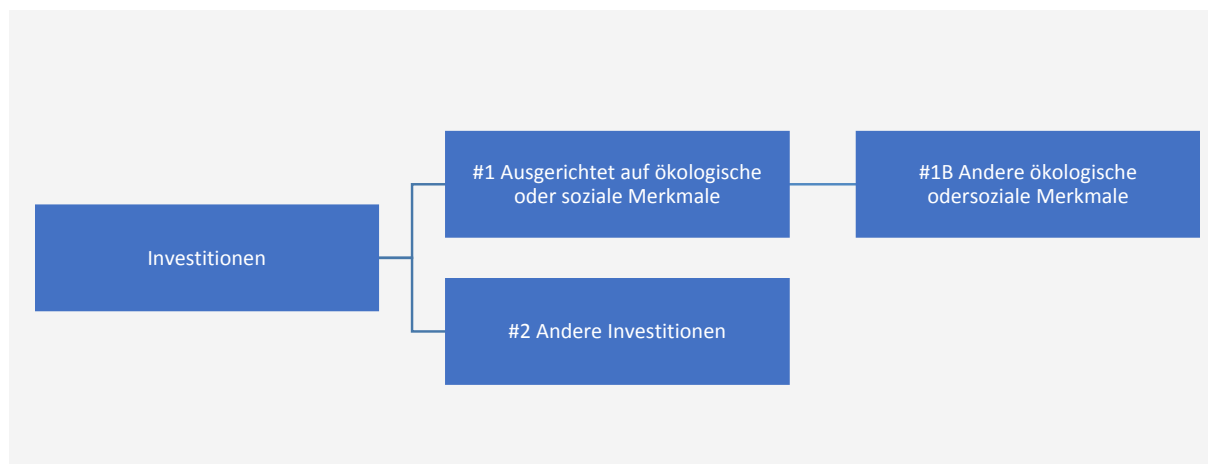 #1 Ausgerichtet auf ökologische
oder soziale Merkmale
#1B Andere ökologische
odersoziale Merkmale
Investitionen
#2 Andere Investitionen